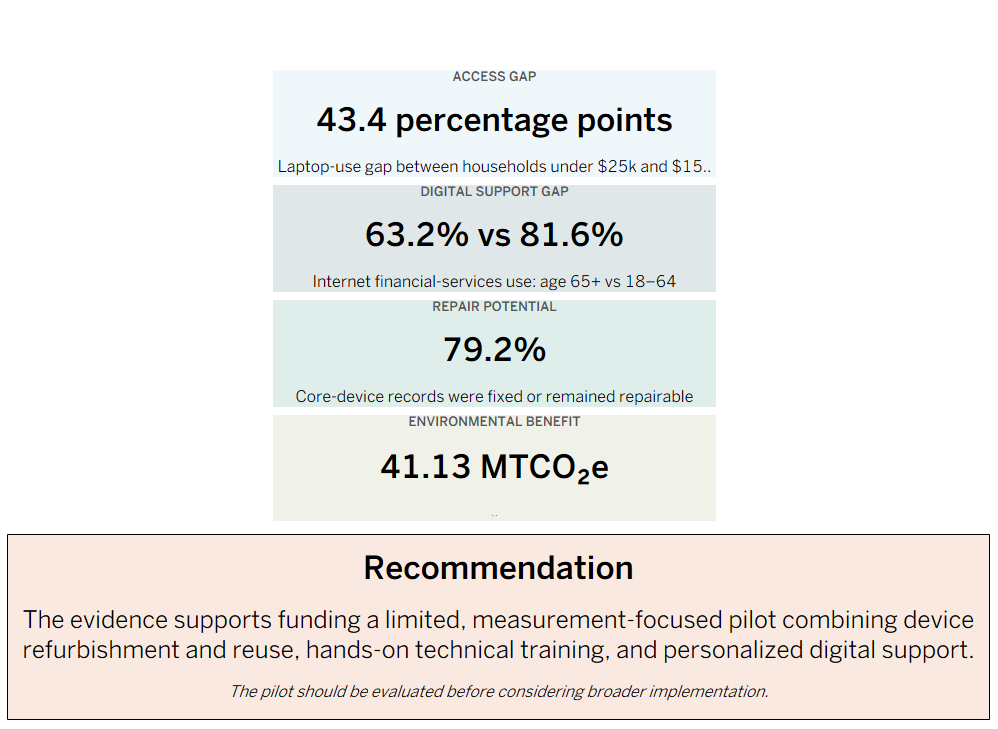 ACCESS GAP
43.4 percentage points
Laptop-use gap between households under $25k and $15..
DIGITAL SUPPORT GAP
63.2% vs 81.6%
Internet financial-services use: age 65+ vs 18–64
REPAIR POTENTIAL
79.2%
Core-device records were fixed or remained repairable
ENVIRONMENTAL BENEFIT
41.13 MTCO₂e
..
Recommendation
The evidence supports funding a limited, measurement-focused pilot combining device
refurbishment and reuse, hands-on technical training, and personalized digital support.
The pilot should be evaluated before considering broader implementation.